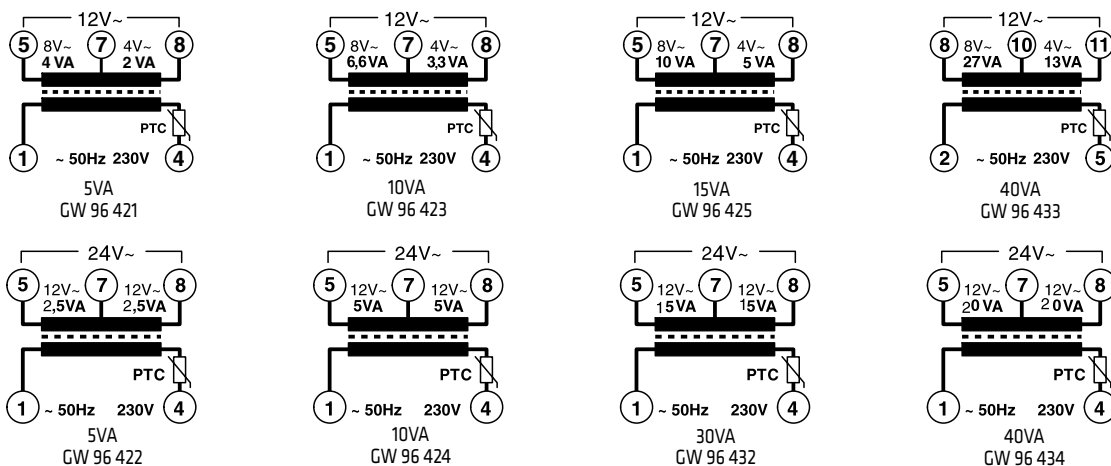 12V~
5 8V~ 7 4V~ 8
4 VA 2 VA
PTC
1 ~ 50Hz 230V 4
5VA
GW 96 421
12V~
5 8V~ 7 4V~ 8
6,6VA 3,3VA
PTC
1 ~ 50Hz 230V 4
10VA
GW 96 423
12V~
5 8V~ 7 4V~ 8
10 VA 5 VA
PTC
1 ~ 50Hz 230V 4
15VA
GW 96 425
12V~
8 8V~ 10 4V~ 11
27VA 13VA
PTC
2 ~ 50Hz 230V 5
40VA
GW 96 433
24V~
5 12V~ 7 12V~ 8
2,5VA 2,5VA
PTC
1 ~ 50Hz 230V 4
5VA
GW 96 422
24V~
5 12V~ 7 12V~ 8
5VA 5VA
PTC
1 ~ 50Hz 230V 4
10VA
GW 96 424
24V~
5 12V~ 7 12V~ 8
15VA 15VA
PTC
1 ~ 50Hz 230V 4
30VA
GW 96 432
24V~
5 12V~ 7 12V~ 8
20VA 20VA
PTC
1 ~ 50Hz 230V 4
40VA
GW 96 434